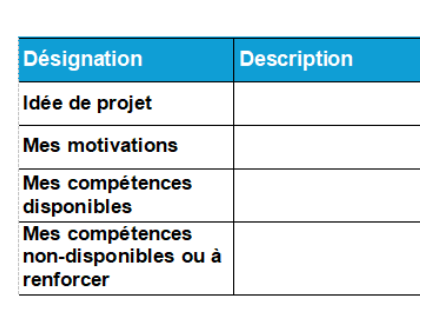 Désignation Description
Idée de projet
Mes motivations
Mes compétences
disponibles
Mes compétences
non-disponibles ou à
renforcer